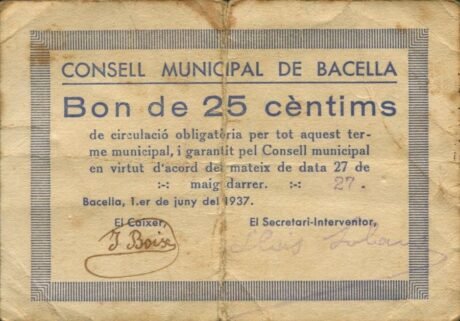 CONSELL MUNICIPAL DE BACELLA
Bon de 25 cèntims
de circulació obligatèria per tot aquest ter-
me municipal, i garantit pel Consell municipal
en virtut d'acord del mateix de data 27 de
:-: maig darrer. :-: 27.
Bacella, 1.er de juny del 1937.
El Caixer, El Secretari-Interventor,
J. Boixe